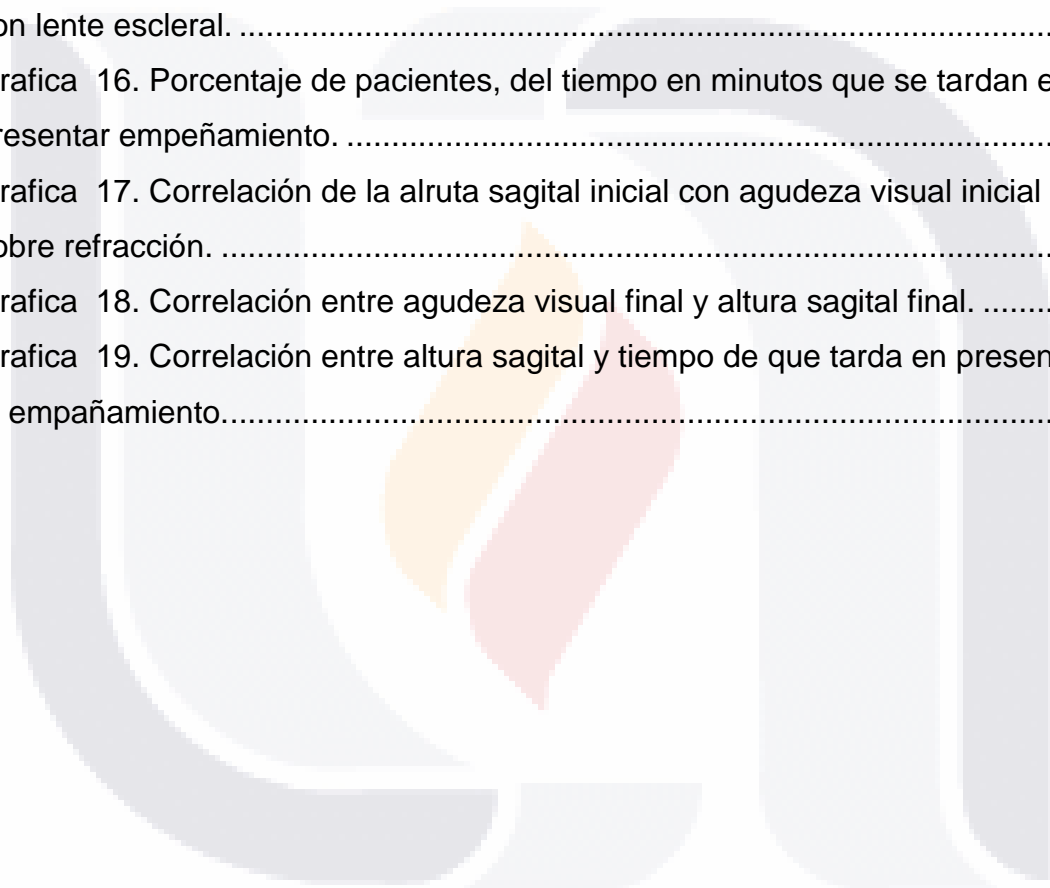 on lente escleral. ..........................................................................................
rafica  16. Porcentaje de pacientes, del tiempo en minutos que se tardan e
resentar empeñamiento. ..............................................................................
rafica  17. Correlación de la alruta sagital inicial con agudeza visual inicial
obre refracción. ............................................................................................
rafica  18. Correlación entre agudeza visual final y altura sagital final. ........
rafica  19. Correlación entre altura sagital y tiempo de que tarda en presen
empañamiento............................................................................................